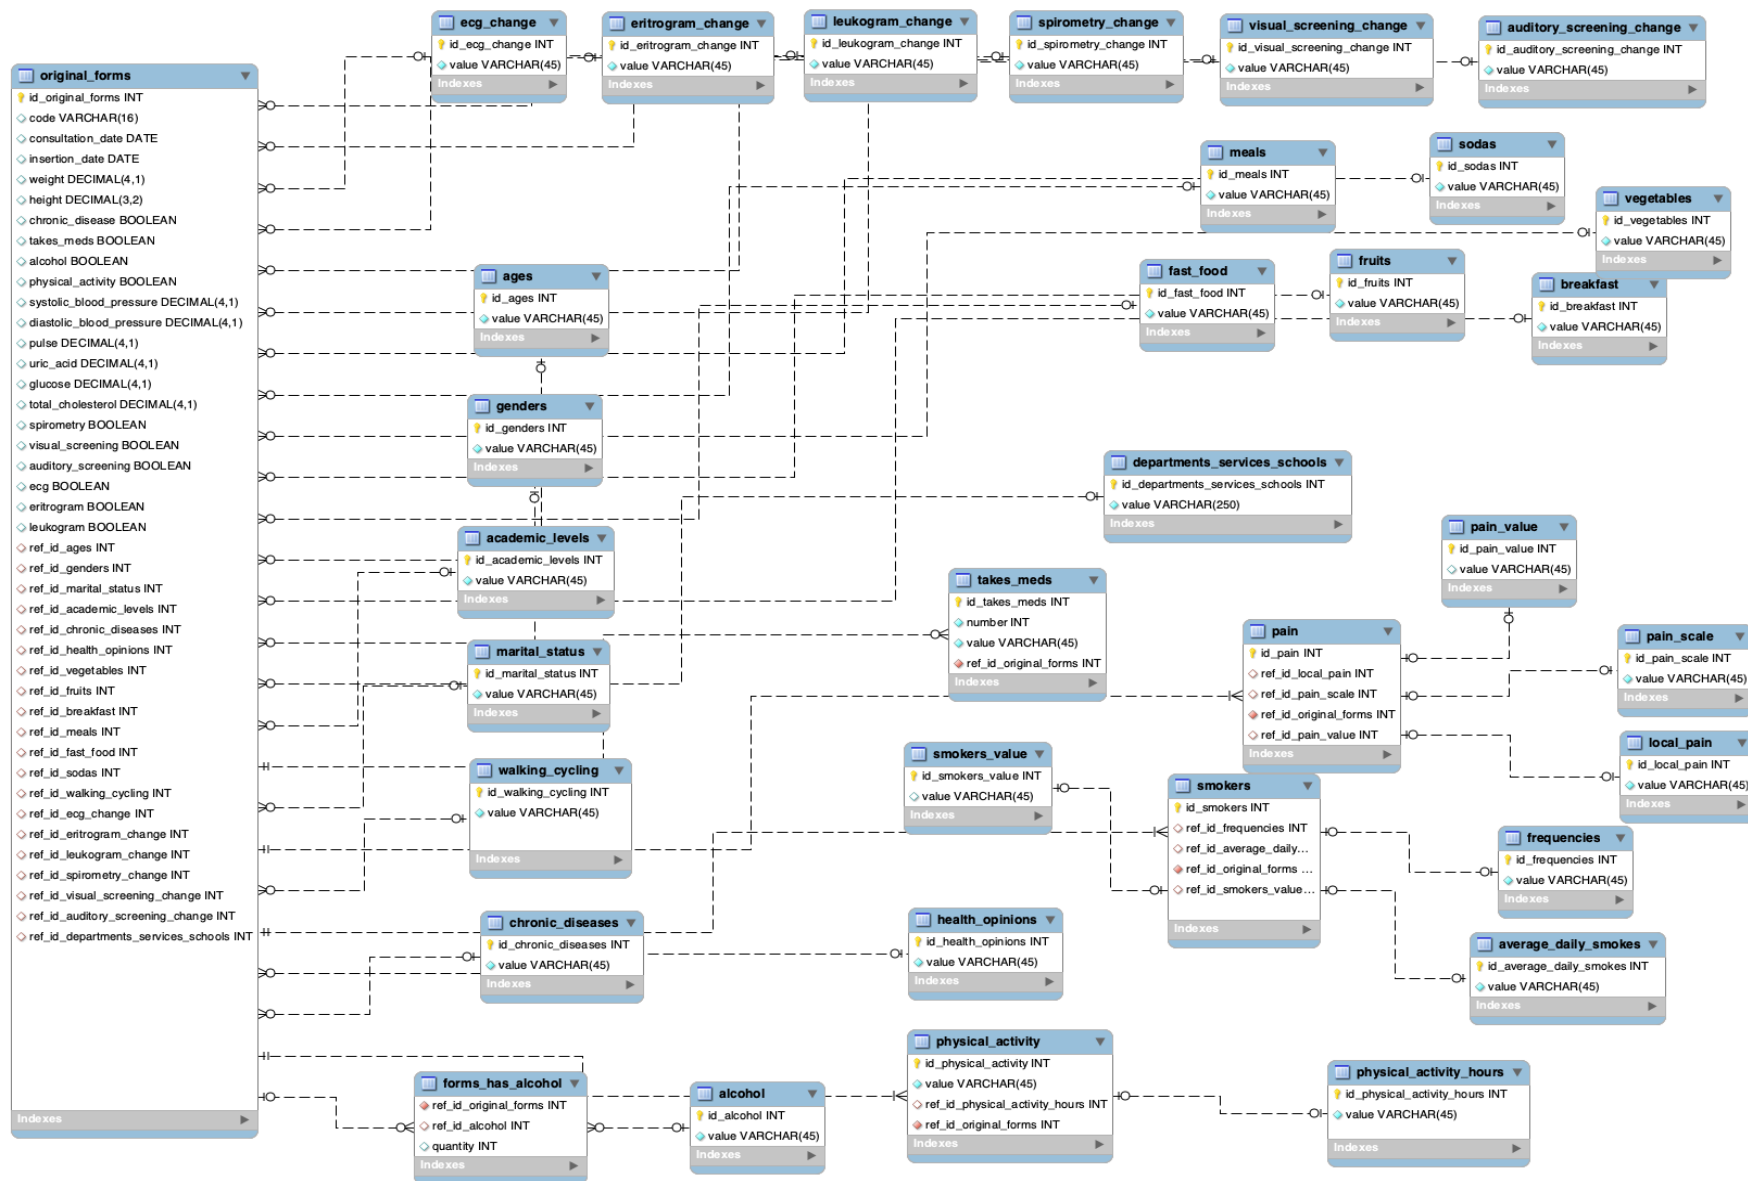 original_forms
id_original_forms INT
code VARCHAR(16)
consultation_date DATE
insertion_date DATE
weight DECIMAL(4,1)
height DECIMAL(3,2)
chronic_disease BOOLEAN
takes_meds BOOLEAN
alcohol BOOLEAN
physical_activity BOOLEAN
systolic_blood_pressure DECIMAL(4,1)
diastolic_blood_pressure DECIMAL(4,1)
pulse DECIMAL(4,1)
uric_acid DECIMAL(4,1)
glucose DECIMAL(4,1)
total_cholesterol DECIMAL(4,1)
spirometry BOOLEAN
visual_screening BOOLEAN
auditory_screening BOOLEAN
ecg BOOLEAN
eritrogram BOOLEAN
leukogram BOOLEAN
ref_id_ages INT
ref_id_genders INT
ref_id_marital_status INT
ref_id_academic_levels INT
ref_id_chronic_diseases INT
ref_id_health_opinions INT
ref_id_vegetables INT
ref_id_fruits INT
ref_id_breakfast INT
ref_id_meals INT
ref_id_fast_food INT
ref_id_sodas INT
ref_id_walking_cycling INT
ref_id_ecg_change INT
ref_id_eritrogram_change INT
ref_id_leukogram_change INT
ref_id_spirometry_change INT
ref_id_visual_screening_change INT
ref_id_auditory_screening_change INT
ref_id_departments_services_schools INT
Indexes
ecg_change
id_ecg_change INT
value VARCHAR(45)
Indexes
eritrogram_change
id_eritrogram_change INT
value VARCHAR(45)
Indexes
leukogram_change
id_leukogram_change INT
value VARCHAR(45)
Indexes
spirometry_change
id_spirometry_change INT
value VARCHAR(45)
Indexes
visual_screening_change
id_visual_screening_change INT
value VARCHAR(45)
Indexes
auditory_screening_change
id_auditory_screening_change INT
value VARCHAR(45)
Indexes
meals
id_meals INT
value VARCHAR(45)
Indexes
sodas
id_sodas INT
value VARCHAR(45)
Indexes
vegetables
id_vegetables INT
value VARCHAR(45)
Indexes
ages
id_ages INT
value VARCHAR(45)
Indexes
fast_food
id_fast_food INT
value VARCHAR(45)
Indexes
fruits
id_fruits INT
value VARCHAR(45)
Indexes
breakfast
id_breakfast INT
value VARCHAR(45)
Indexes
genders
id_genders INT
value VARCHAR(45)
Indexes
departments_services_schools
id_departments_services_schools INT
value VARCHAR(250)
Indexes
academic_levels
id_academic_levels INT
value VARCHAR(45)
Indexes
pain_value
id_pain_value INT
value VARCHAR(45)
Indexes
takes_meds
id_takes_meds INT
number INT
value VARCHAR(45)
ref_id_original_forms INT
Indexes
pain
id_pain INT
ref_id_local_pain INT
ref_id_pain_scale INT
ref_id_original_forms INT
ref_id_pain_value INT
Indexes
pain_scale
id_pain_scale INT
value VARCHAR(45)
Indexes
marital_status
id_marital_status INT
value VARCHAR(45)
Indexes
local_pain
id_local_pain INT
value VARCHAR(45)
Indexes
walking_cycling
id_walking_cycling INT
value VARCHAR(45)
Indexes
smokers_value
id_smokers_value INT
value VARCHAR(45)
Indexes
smokers
id_smokers INT
ref_id_frequencies INT
ref_id_average_daily...
ref_id_original_forms ...
ref_id_smokers_value...
Indexes
frequencies
id_frequencies INT
value VARCHAR(45)
Indexes
chronic_diseases
id_chronic_diseases INT
value VARCHAR(45)
Indexes
health_opinions
id_health_opinions INT
value VARCHAR(45)
Indexes
average_daily_smokes
id_average_daily_smokes INT
value VARCHAR(45)
Indexes
forms_has_alcohol
ref_id_original_forms INT
ref_id_alcohol INT
quantity INT
Indexes
alcohol
id_alcohol INT
value VARCHAR(45)
Indexes
physical_activity
id_physical_activity INT
value VARCHAR(45)
ref_id_physical_activity_hours INT
ref_id_original_forms INT
Indexes
physical_activity_hours
id_physical_activity_hours INT
value VARCHAR(45)
Indexes